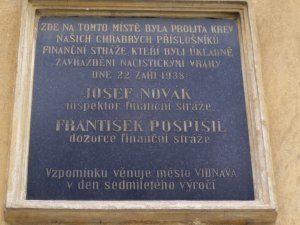 ZDE NA TOMTO MÍSTĚ BYLA PROLITA KREV
NAŠICH CHRABRÝCH PŘÍSLUŠNÍKU
FINANČNÍ STRÁŽE KTEŘÍ BYLI ÚKLADNĚ
ZAVRAŽDĚNI NACISTICKÝMI VRAHY
DNE 22 ZÁŘÍ 1938
JOSEF NOVÁK
inspektor finanční stráže
FRANTIŠEK POSPÍŠIL
dozorce finanční stráže
Vzpomínku věnuje město VIDNAVA
v den sedmiletého výročí